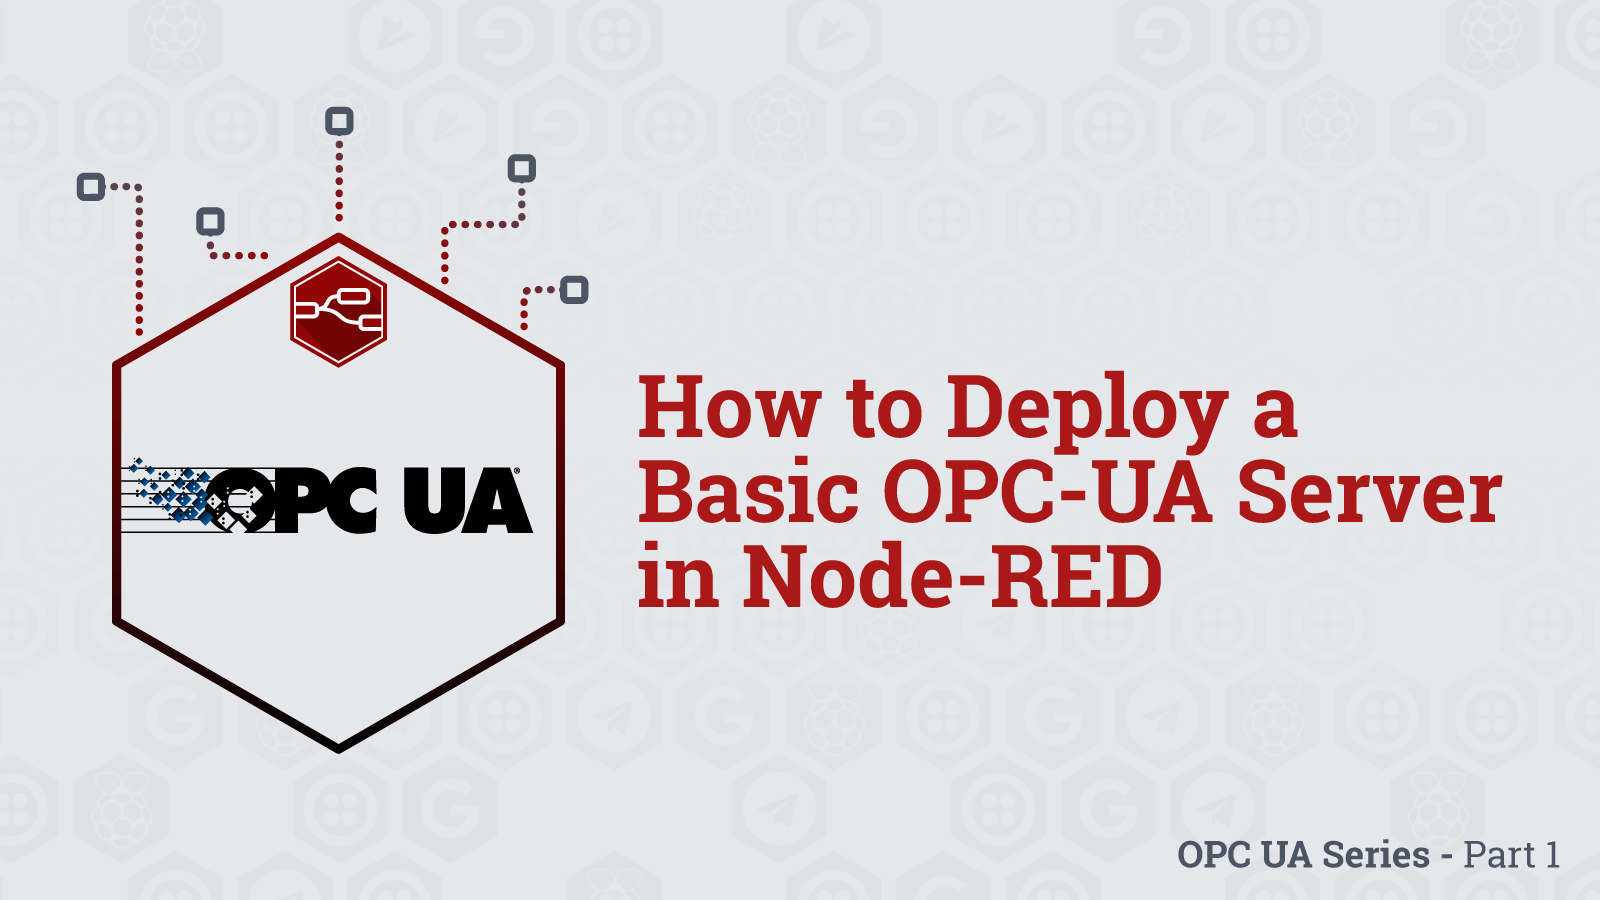 OPC UA®
How to Deploy a
Basic OPC-UA Server
in Node-RED
OPC UA Series - Part 1